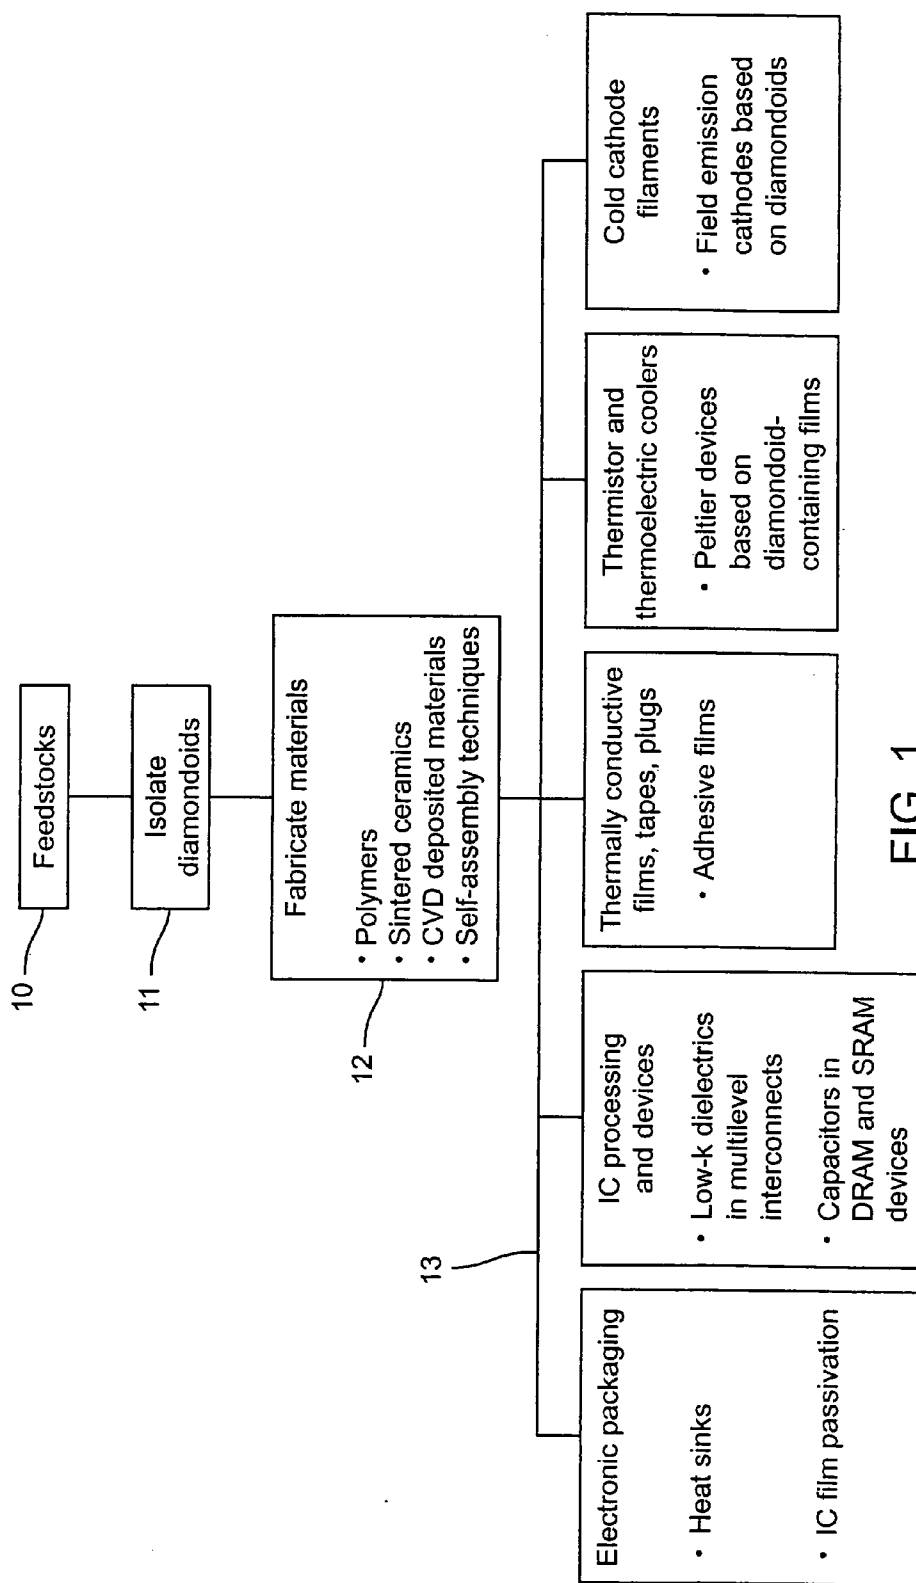 10
Feedstocks
11
Isolate
diamondoids
12
Fabricate materials
• Polymers
• Sintered ceramics
• CVD deposited materials
• Self-assembly techniques
13
Electronic packaging
• Heat sinks
• IC film passivation
IC processing
and devices
• Low-k dielectrics
in multilevel
interconnects
• Capacitors in
DRAM and SRAM
devices
Thermally conductive
films, tapes, plugs
• Adhesive films
Thermistor and
thermoelectric coolers
• Peltier devices
based on
diamondoid-
containing films
Cold cathode
filaments
• Field emission
cathodes based
on diamondoids
FIG. 1